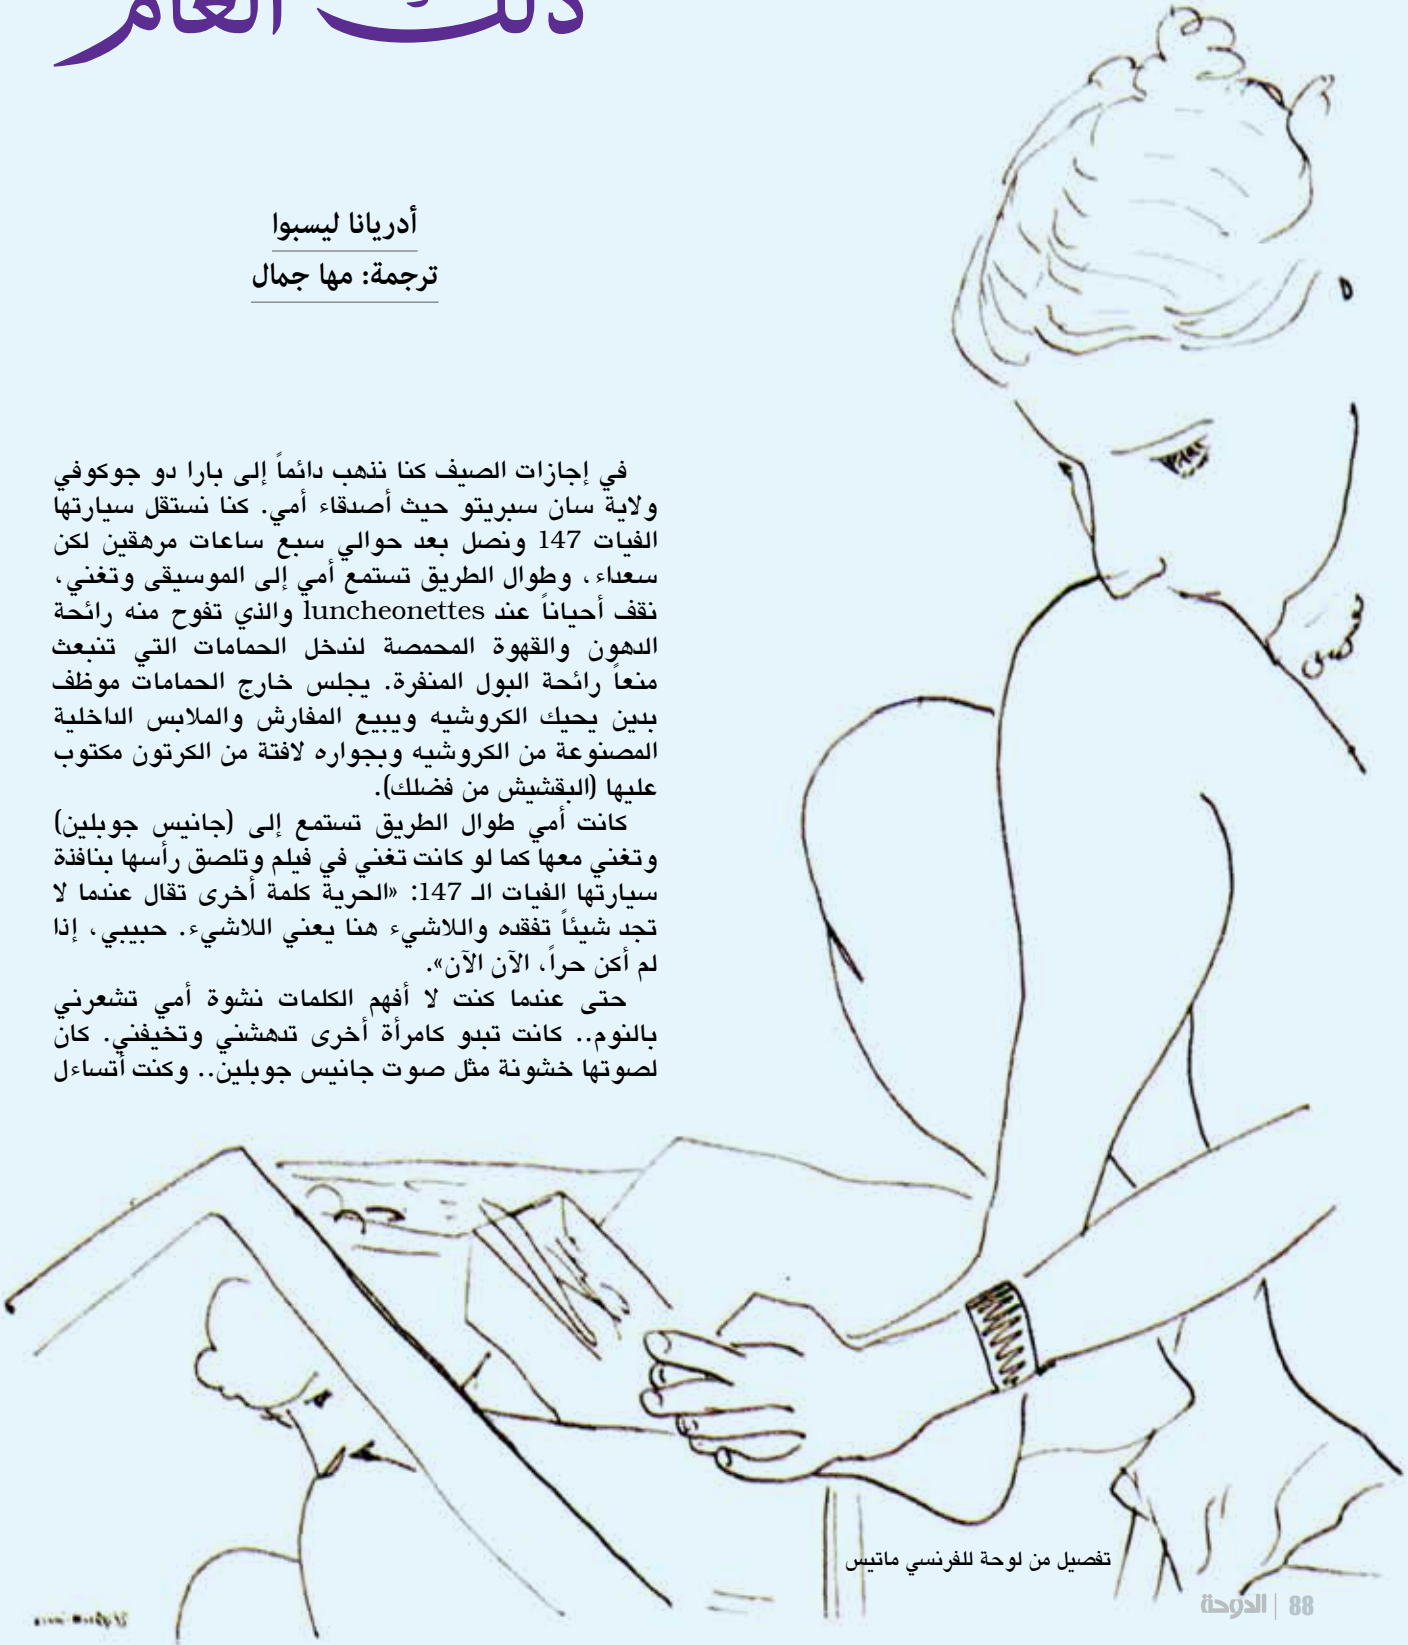 ذلك العام
أدريانا ليسبوا
ترجمة: مها جمال
في إجازات الصيف كنا نذهب دائماً إلى بارا دو جوكوفي
ولاية سان سبريتو حيث أصدقاء أمي. كنا نستقل سيارتها
الفيات 147 ونصل بعد حوالي سبع ساعات مرهقين لكن
سعداء، وطوال الطريق تستمع أمي إلى الموسيقى وتغني،
نقف أحياناً عند luncheonettes والذي تفوح منه رائحة
الدهون والقهوة المحمصة لندخل الحمامات التي تنبعث
منعاً رائحة البول المنفرة. يجلس خارج الحمامات موظف
بدين يحيك الكروشيه ويبيع المفارش والملابس الداخلية
المصنوعة من الكروشيه وبجواره لافتة من الكرتون مكتوب
عليها (البقشيش من فضلك).
كانت أمي طوال الطريق تستمع إلى (جانيس جوبلين)
وتغني معها كما لو كانت تغني في فيلم وتلصق رأسها بنافذة
سيارتها الفيات الـ 147: «الحرية كلمة أخرى تقال عندما لا
تجد شيئاً تفقده واللاشيء هنا يعني اللاشيء. حبيبي، إذا
لم أكن حراً، الآن الآن».
حتى عندما كنت لا أفهم الكلمات نشوة أمي تشعرني
بالنوم.. كانت تبدو كامرأة أخرى تدهشني وتخيفني. كان
لصوتها خشونة مثل صوت جانيس جوبلين.. وكنت أتساءل
تفصيل من لوحة للفرنسي ماتيس
88 | الدوحة